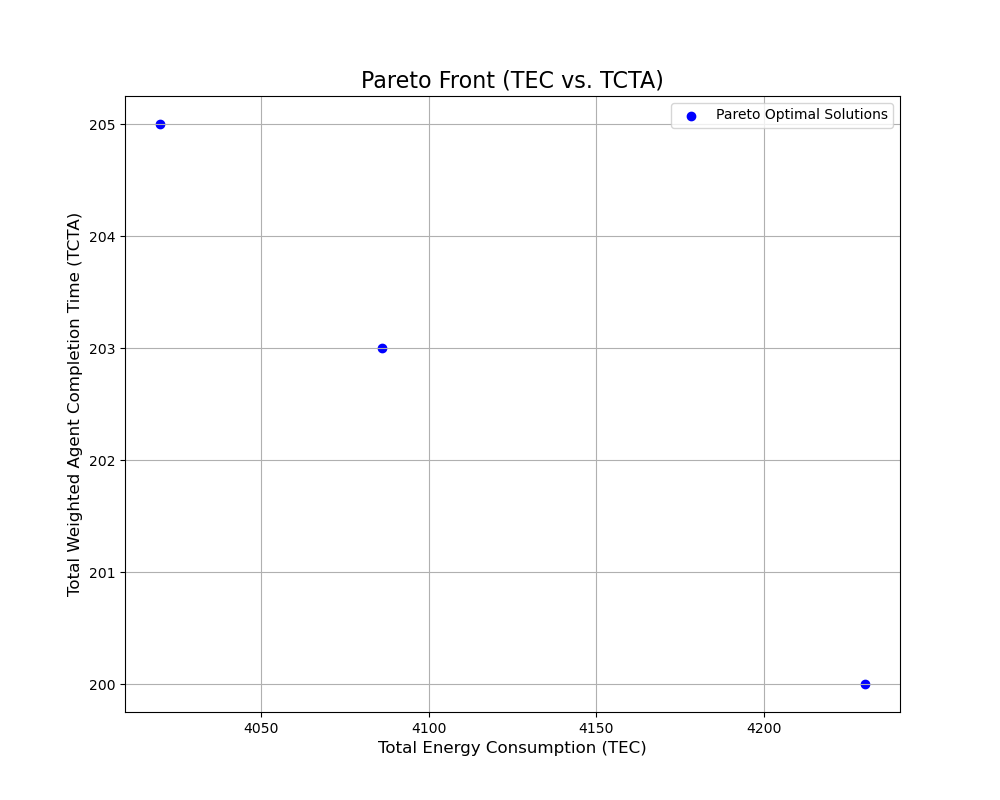 Pareto Front (TEC vs. TCTA)
Pareto Optimal Solutions
205
204
203
202
201
200
Total Weighted Agent Completion Time (TCTA)
4050
4100
4150
4200
Total Energy Consumption (TEC)